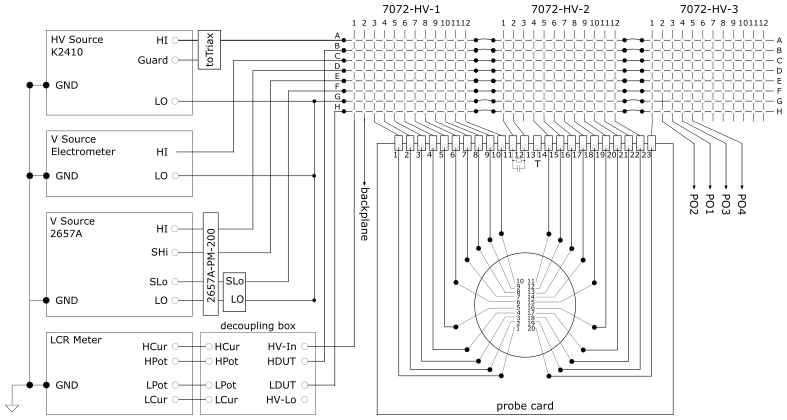 7072-HV-1
7072-HV-2
7072-HV-3
1 2 3 4 5 6 7 8 9 10 11 12
1 2 3 4 5 6 7 8 9 10 11 12
1 2 3 4 5 6 7 8 9 10 11 12
HV Source
K2410
HI
Guard
GND
LO
toTriax
A
B
C
D
E
F
G
H
A
B
C
D
E
F
G
H
V Source
Electrometer
HI
GND
LO
V Source
2657A
HI
SHi
SLo
GND
LO
2657A-PM-200
SLo
LO
decoupling box
LCR Meter
HCur
HPot
GND
LPot
LCur
HCur
HPot
LPot
LCur
HV-In
HDUT
LDUT
HV-Lo
backplane
1 2 3 4 5 6 7 8 9 10 11 12 13 14 15 16 17 18 19 20 21 22 23
T
PO2
PO1
PO3
PO4
10 11
9 12
8 13
7 14
6 15
5 16
4 17
3 18
2 19
1 20
probe card